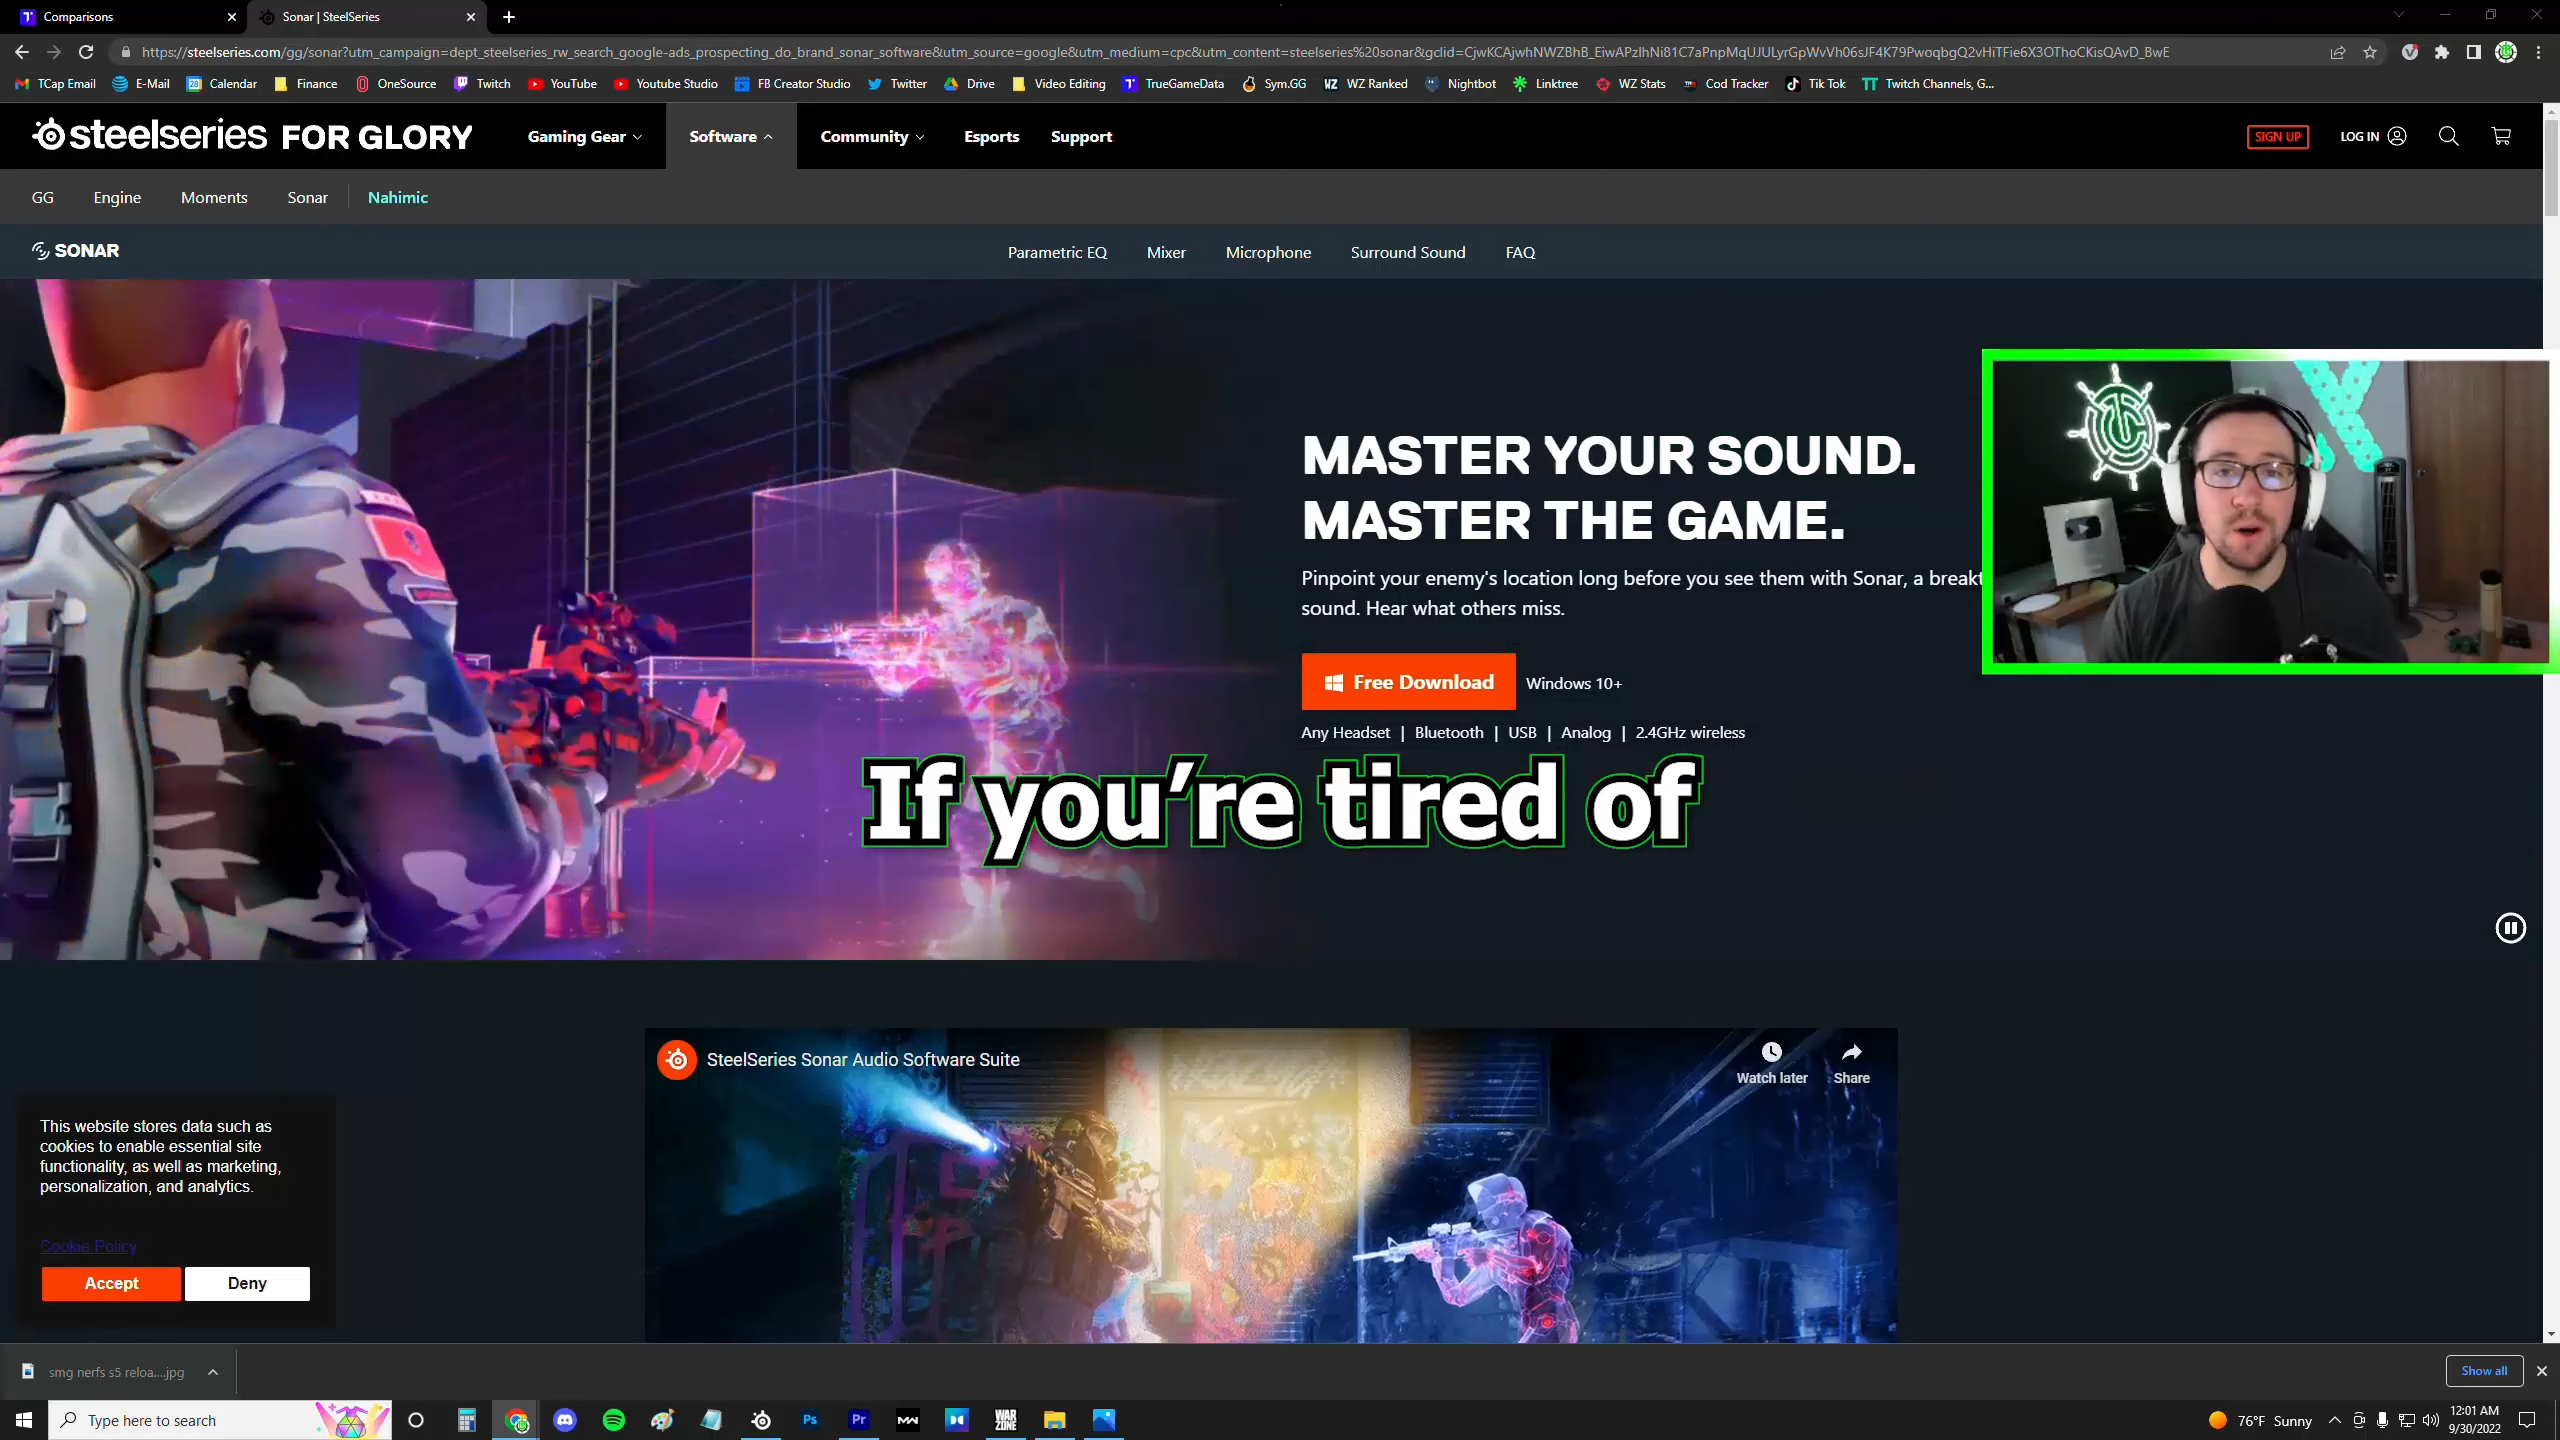 Comparisons
Sonar | SteelSeries
https://steelseries.com/gg/sonar?utm_campaign=dept_steelseries_rw_search_google-ads_prospecting_do_brand_sonar_software&utm_source=google&utm_medium=cpc&utm_content=steelseries%20sonar&gclid=CjwKCAjwhNWZBhB_EiwAPzlhNi81C7aPnpMqUJULyrGpWvVh06sJF4K79PwoqbgQ2vHiTFie6X3OThoCKisQAvD_BwE
TCap Email E-Mail Calendar Finance OneSource Twitch YouTube Youtube Studio FB Creator Studio Twitter Drive Video Editing TrueGameData Sym.GG WZ Ranked Nightbot Linktree WZ Stats Cod Tracker Tik Tok Twitch Channels, G...
steelseries FOR GLORY Gaming Gear Software Community Esports Support SIGN UP LOG IN
GG Engine Moments Sonar Nahimic
SONAR Parametric EQ Mixer Microphone Surround Sound FAQ
MASTER YOUR SOUND.
MASTER THE GAME.
Pinpoint your enemy's location long before you see them with Sonar, a breakt
sound. Hear what others miss.
Free Download Windows 10+
Any Headset | Bluetooth | USB | Analog | 2.4GHz wireless
If you're tired of
SteelSeries Sonar Audio Software Suite
Watch later Share
This website stores data such as
cookies to enable essential site
functionality, as well as marketing,
personalization, and analytics.
Cookie Policy
Accept Deny
smg nerfs s5 reloa....jpg
Show all
Type here to search
Ps Pr WAR ZONE
76°F Sunny
12:01 AM
9/30/2022